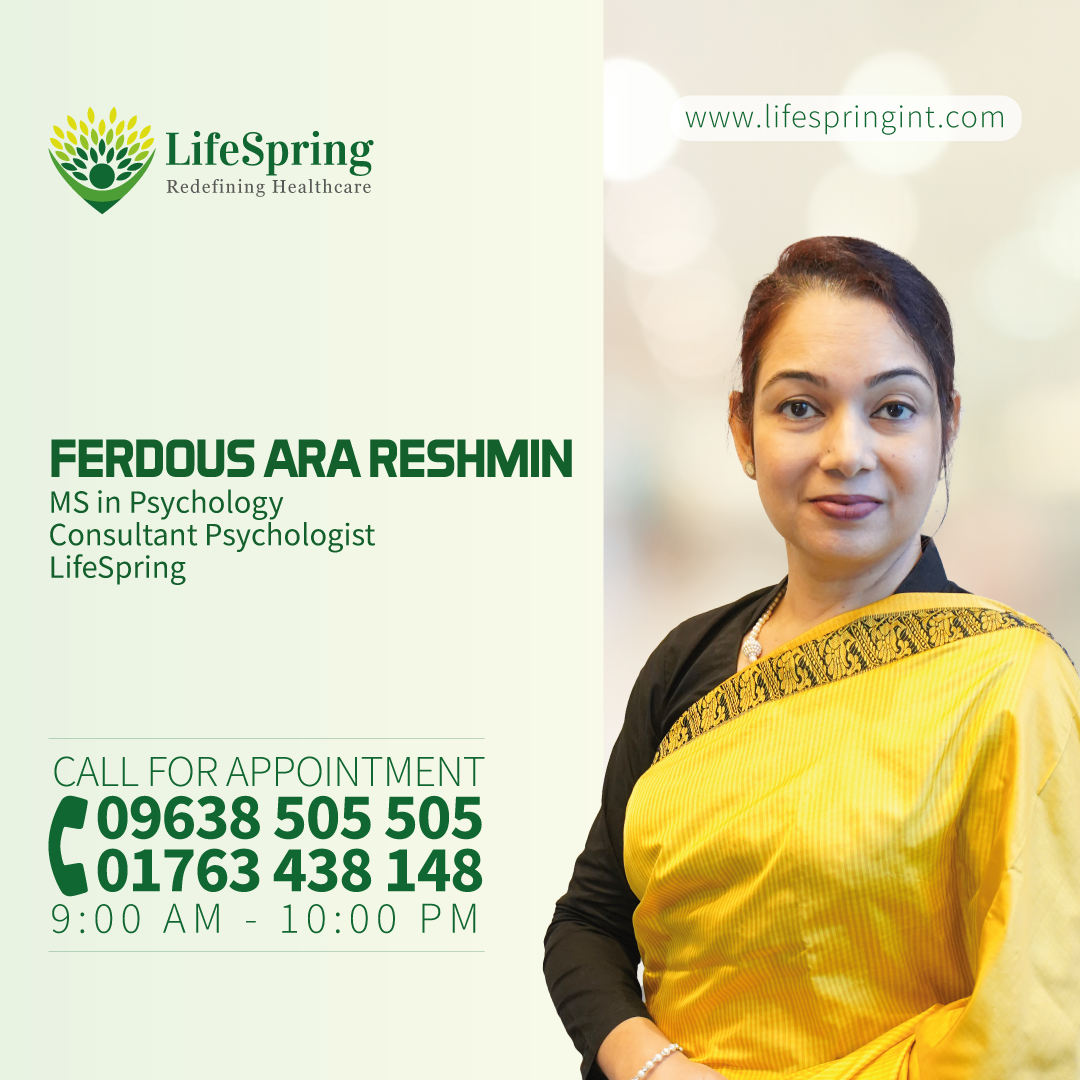 LifeSpring
Redefining Healthcare
www.lifespringint.com
FERDOUS ARA RESHMIN
MS in Psychology
Consultant Psychologist
LifeSpring
CALL FOR APPOINTMENT
09638 505 505
01763 438 148
9:00 AM - 10:00 PM